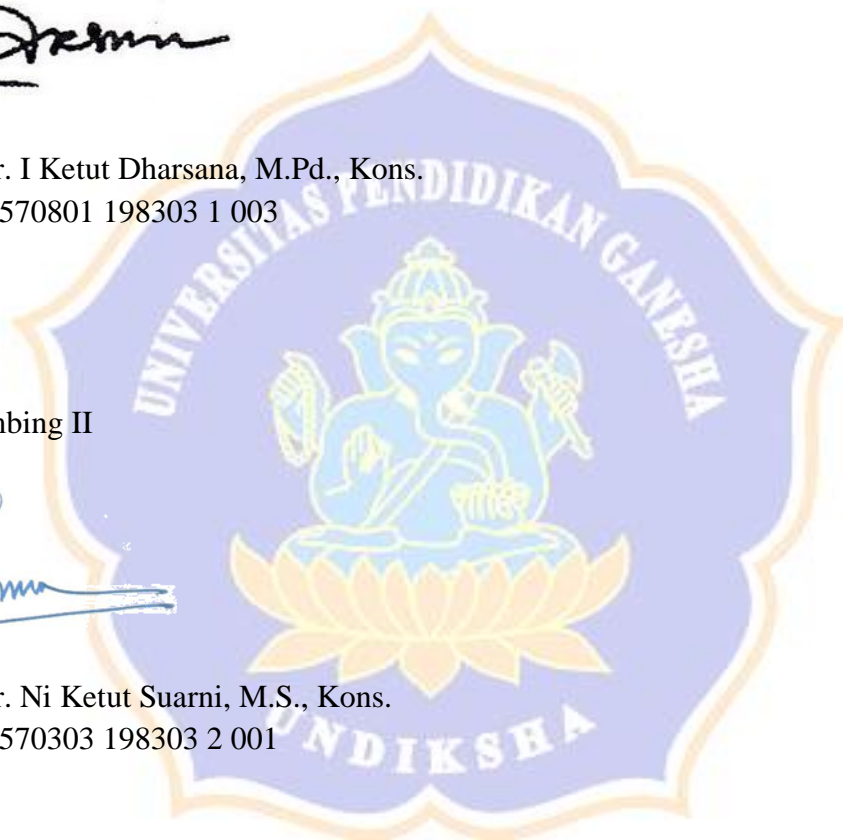 r. I Ketut Dharsana, M.Pd., Kons.
570801 198303 1 003
UNIVERSITAS PENDIDIKAN GANESHA
nbing II
r. Ni Ketut Suarni, M.S., Kons.
570303 198303 2 001
UNDIKSHA